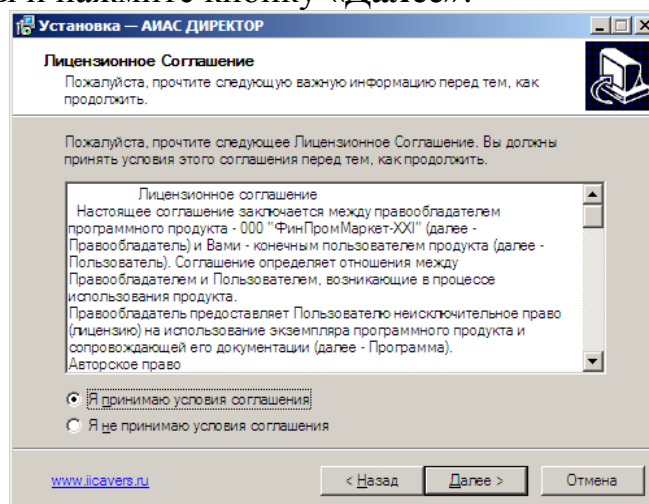 и нажмите кнопку «Далее».
Установка — АИАС ДИРЕКТОР
Лицензионное Соглашение
Пожалуйста, прочтите следующую важную информацию перед тем, как
продолжить.
Пожалуйста, прочтите следующее Лицензионное Соглашение. Вы должны
принять условия этого соглашения перед тем, как продолжить.
Лицензионное соглашение
Настоящее соглашение заключается между правообладателем
программного продукта - ООО "ФинПромМаркет-XXI" (далее -
Правообладатель) и Вами - конечным пользователем продукта (далее -
Пользователь). Соглашение определяет отношения между
Правообладателем и Пользователем, возникающие в процессе
использования продукта.
Правообладатель предоставляет Пользователю неисключительное право
(лицензию) на использование экземпляра программного продукта и
сопровождающей его документации (далее - Программа).
Авторское право
Я принимаю условия соглашения
Я не принимаю условия соглашения
www.iicavers.ru
< Назад
Далее >
Отмена